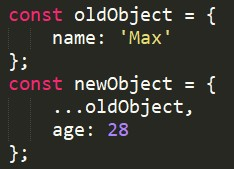 const oldObject = {
    name: 'Max'
};
const newObject = {
    ...oldObject,
    age: 28
};